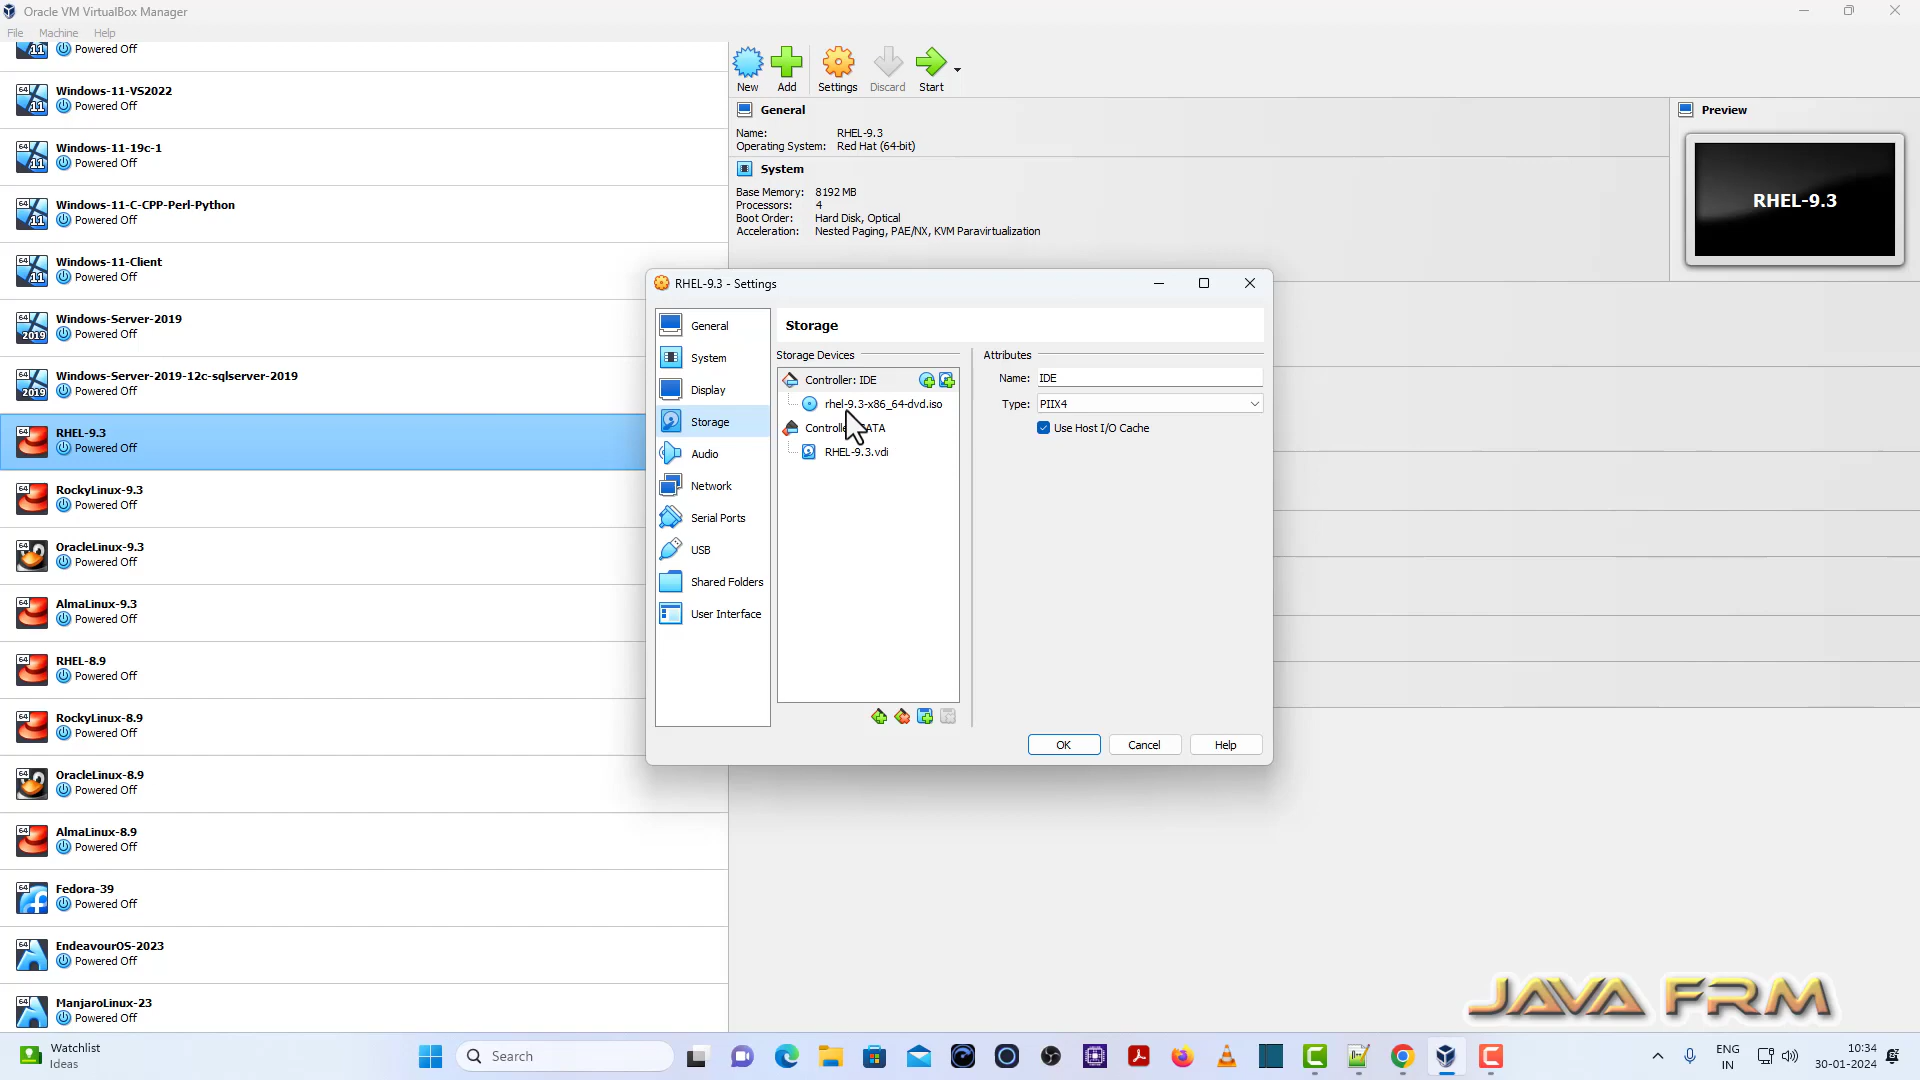 Oracle VM VirtualBox Manager
File Machine Help
Powered Off
Windows-11-VS2022
Powered Off
Windows-11-19c-1
Powered Off
Windows-11-C-CPP-Perl-Python
Powered Off
Windows-11-Client
Powered Off
Windows-Server-2019
Powered Off
Windows-Server-2019-12c-sqlserver-2019
Powered Off
RHEL-9.3
Powered Off
RockyLinux-9.3
Powered Off
OracleLinux-9.3
Powered Off
AlmaLinux-9.3
Powered Off
RHEL-8.9
Powered Off
RockyLinux-8.9
Powered Off
OracleLinux-8.9
Powered Off
AlmaLinux-8.9
Powered Off
Fedora-39
Powered Off
EndeavourOS-2023
Powered Off
ManjaroLinux-23
Powered Off
New Add Settings Discard Start
General
Name: RHEL-9.3
Operating System: Red Hat (64-bit)
System
Base Memory: 8192 MB
Processors: 4
Boot Order: Hard Disk, Optical
Acceleration: Nested Paging, PAE/NX, KVM Paravirtualization
Preview
RHEL-9.3
RHEL-9.3 - Settings
General
System
Display
Storage
Audio
Network
Serial Ports
USB
Shared Folders
User Interface
Storage
Storage Devices
Controller: IDE
rhel-9.3-x86_64-dvd.iso
RHEL-9.3.vdi
Attributes
Name: IDE
Type: PIIX4
Use Host I/O Cache
OK Cancel Help
JAVA FRM
Watchlist
Ideas
Search
ENG
IN
10:34
30-01-2024